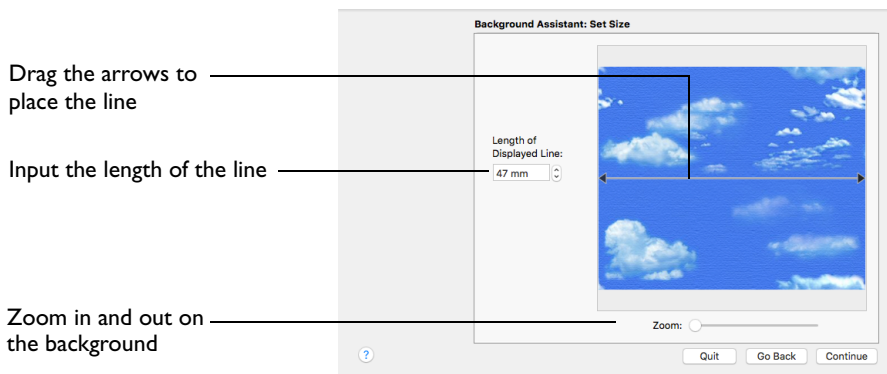 Background Assistant: Set Size
Drag the arrows to
place the line
Length of
Displayed Line:
47 mm
Input the length of the line
Zoom in and out on
the background
Zoom:
?
Quit
Go Back
Continue